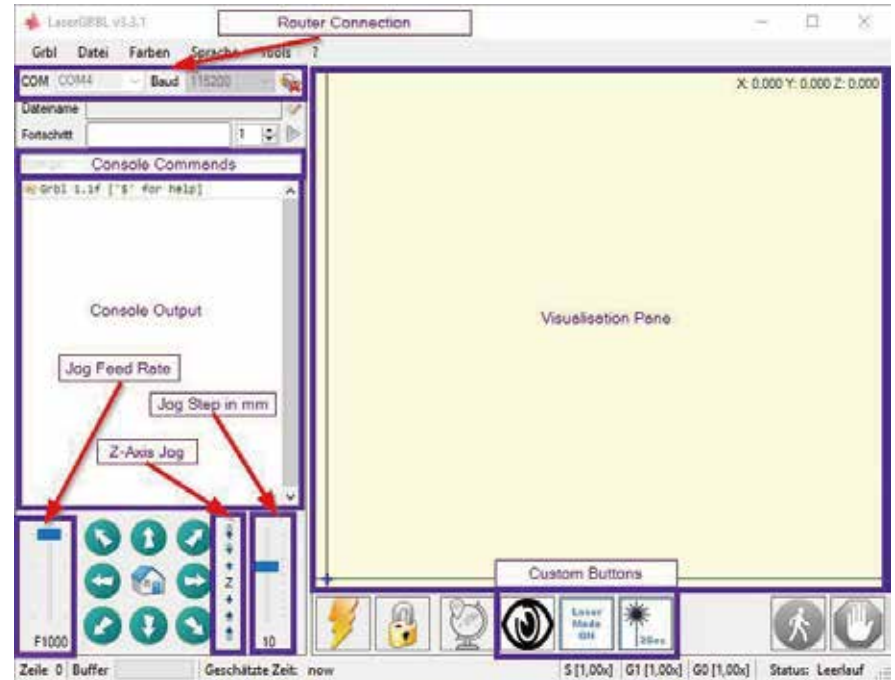 LaserGRBL v3.3.1
Router Connection
Grbl Datei Farben Sprache Tools ?
COM COM4 Baud 115200
X: 0.000 Y: 0.000 Z: 0.000
Dateiname
Fortschritt 1
Console Commands
Grbl 1.1f ['$' for help]
Console Output
Visualisation Pane
Jog Feed Rate
Jog Step in mm
Z-Axis Jog
Custom Buttons
Z
Laser
Mode
ON
F1000
10
Zeile 0 Buffer Geschätzte Zeit: now
S [1,00x] G1 [1,00x] G0 [1,00x] Status: Leerlauf